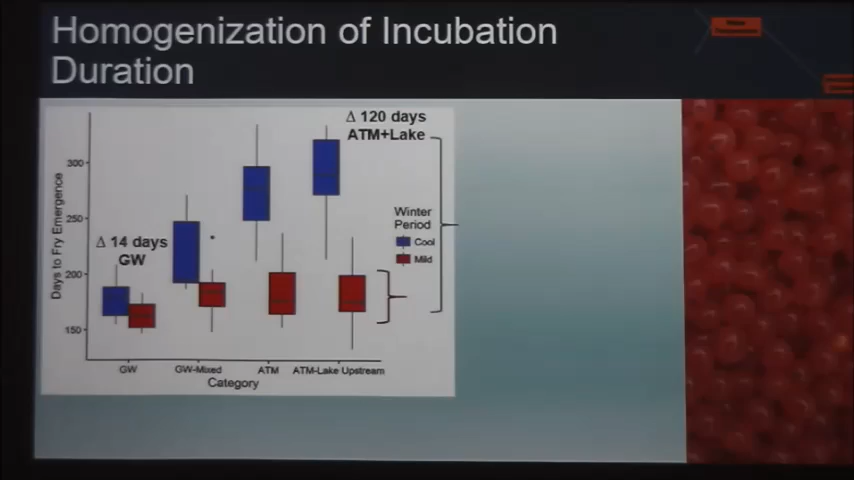 Homogenization of Incubation
Duration
Δ 120 days
ATM+Lake
300
250
200
150
Days to Fry Emergence
Δ 14 days
GW
Winter
Period
Cool
Mild
GW
GW-Mixed
ATM
ATM-Lake Upstream
Category